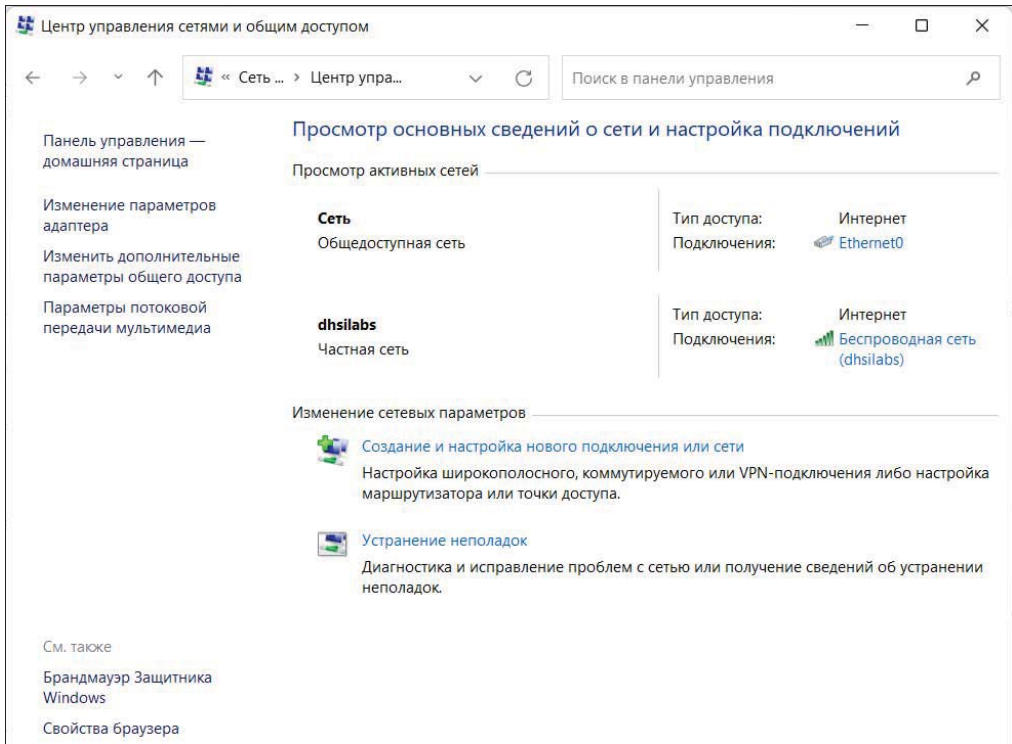 Центр управления сетями и общим доступом
« Сеть ... › Центр упра...
Поиск в панели управления
Панель управления —
домашняя страница
Изменение параметров
адаптера
Изменить дополнительные
параметры общего доступа
Параметры потоковой
передачи мультимедиа
Просмотр основных сведений о сети и настройка подключений
Просмотр активных сетей
Сеть
Общедоступная сеть
Тип доступа: Интернет
Подключения: Ethernet0
dhsilabs
Частная сеть
Тип доступа: Интернет
Подключения: Беспроводная сеть
(dhsilabs)
Изменение сетевых параметров
Создание и настройка нового подключения или сети
Настройка широкополосного, коммутируемого или VPN-подключения либо настройка
маршрутизатора или точки доступа.
Устранение неполадок
Диагностика и исправление проблем с сетью или получение сведений об устранении
неполадок.
См. также
Брандмауэр Защитника
Windows
Свойства браузера